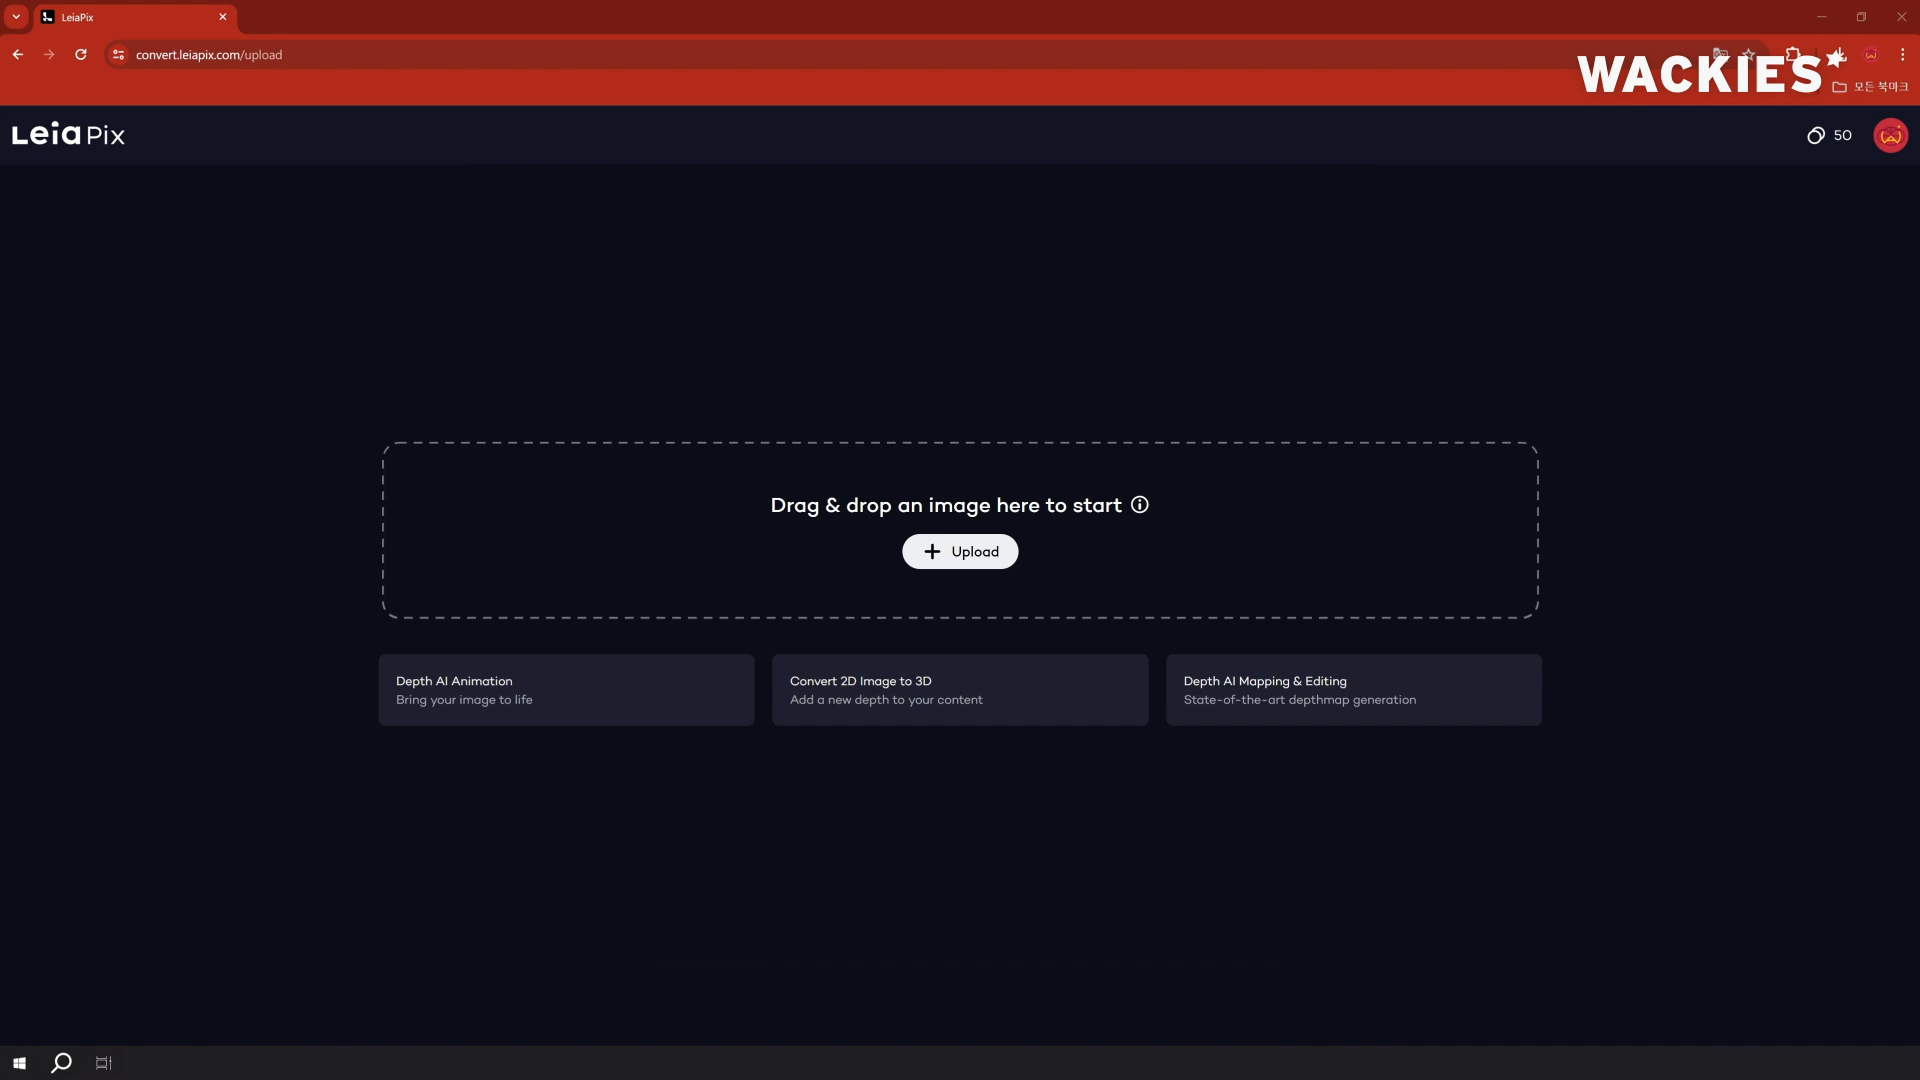 LeiaPix
convert.leiapix.com/upload
WACKIES
모든 북마크
Leia Pix
50
Drag & drop an image here to start
Upload
Depth AI Animation
Bring your image to life
Convert 2D Image to 3D
Add a new depth to your content
Depth AI Mapping & Editing
State-of-the-art depthmap generation